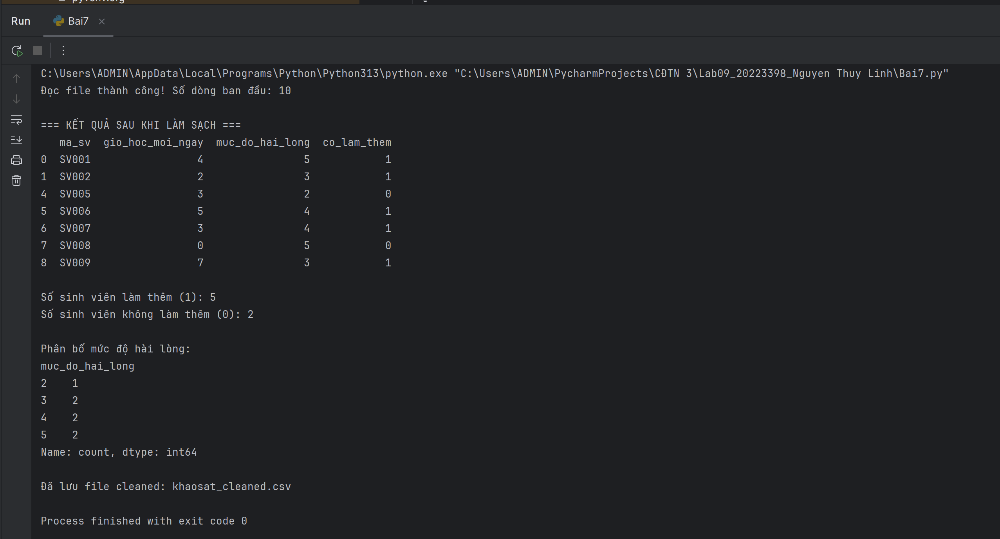 Run Bai7
C:\Users\ADMIN\AppData\Local\Programs\Python\Python313\python.exe "C:\Users\ADMIN\PycharmProjects\CĐTN 3\Lab09_20223398_Nguyen Thuy Linh\Bai7.py"
Đọc file thành công! Số dòng ban đầu: 10
=== KẾT QUẢ SAU KHI LÀM SẠCH ===
ma_sv gio_hoc_moi_ngay muc_do_hai_long co_lam_them
0 SV001 4 5 1
1 SV002 2 3 1
4 SV005 3 2 0
5 SV006 5 4 1
6 SV007 3 4 1
7 SV008 0 5 0
8 SV009 7 3 1
Số sinh viên làm thêm (1): 5
Số sinh viên không làm thêm (0): 2
Phân bố mức độ hài lòng:
muc_do_hai_long
2 1
3 2
4 2
5 2
Name: count, dtype: int64
Đã lưu file cleaned: khaosat_cleaned.csv
Process finished with exit code 0